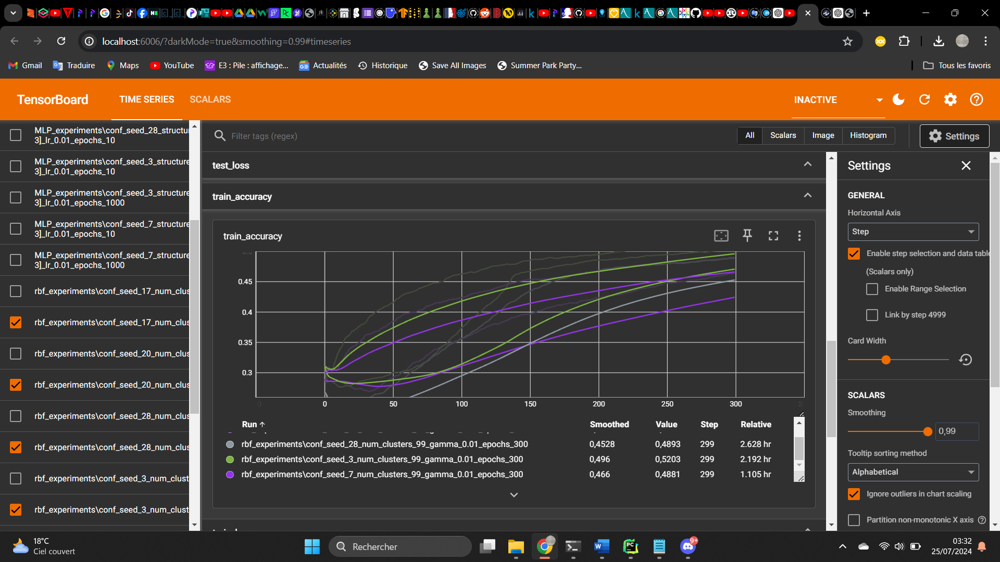 localhost:6006/?darkMode=true&smoothing=0.99#timeseries
Gmail
Traduire
Maps
YouTube
E3 : Pile : affichage...
Actualités
Historique
Save All Images
Summer Park Party...
Tous les favoris
TensorBoard
TIME SERIES
SCALARS
INACTIVE
MLP_experiments\conf_seed_28_structu
3]_lr_0.01_epochs_10
MLP_experiments\conf_seed_3_structure
3]_lr_0.01_epochs_10
MLP_experiments\conf_seed_3_structure
3]_lr_0.01_epochs_1000
MLP_experiments\conf_seed_7_structure
3]_lr_0.01_epochs_10
MLP_experiments\conf_seed_7_structure
3]_lr_0.01_epochs_1000
rbf_experiments\conf_seed_17_num_clus
rbf_experiments\conf_seed_17_num_clus
rbf_experiments\conf_seed_20_num_clus
rbf_experiments\conf_seed_20_num_clus
rbf_experiments\conf_seed_28_num_clus
rbf_experiments\conf_seed_28_num_clus
rbf_experiments\conf_seed_3_num_clust
rbf_experiments\conf_seed_3_num_clust
Filter tags (regex)
All
Scalars
Image
Histogram
Settings
test_loss
train_accuracy
train_accuracy
0.45
0.4
0.35
0.3
0
50
100
150
200
250
300
Run
Smoothed
Value
Step
Relative
rbf_experiments\conf_seed_28_num_clusters_99_gamma_0.01_epochs_300 0,4528 0,4893 299 2.628 hr
rbf_experiments\conf_seed_3_num_clusters_99_gamma_0.01_epochs_300 0,496 0,5203 299 2.192 hr
rbf_experiments\conf_seed_7_num_clusters_99_gamma_0.01_epochs_300 0,466 0,4881 299 1.105 hr
Settings
GENERAL
Horizontal Axis
Step
Enable step selection and data table
(Scalars only)
Enable Range Selection
Link by step 4999
Card Width
SCALARS
Smoothing
0,99
Tooltip sorting method
Alphabetical
Ignore outliers in chart scaling
Partition non-monotonic X axis
18°C
Ciel couvert
Rechercher
9+
03:32
25/07/2024